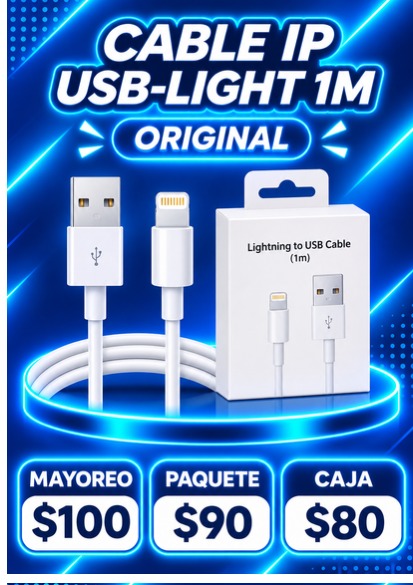 CABLE IP
USB-LIGHT 1M
ORIGINAL
Lightning to USB Cable
(1m)
MAYOREO
$100
PAQUETE
$90
CAJA
$80